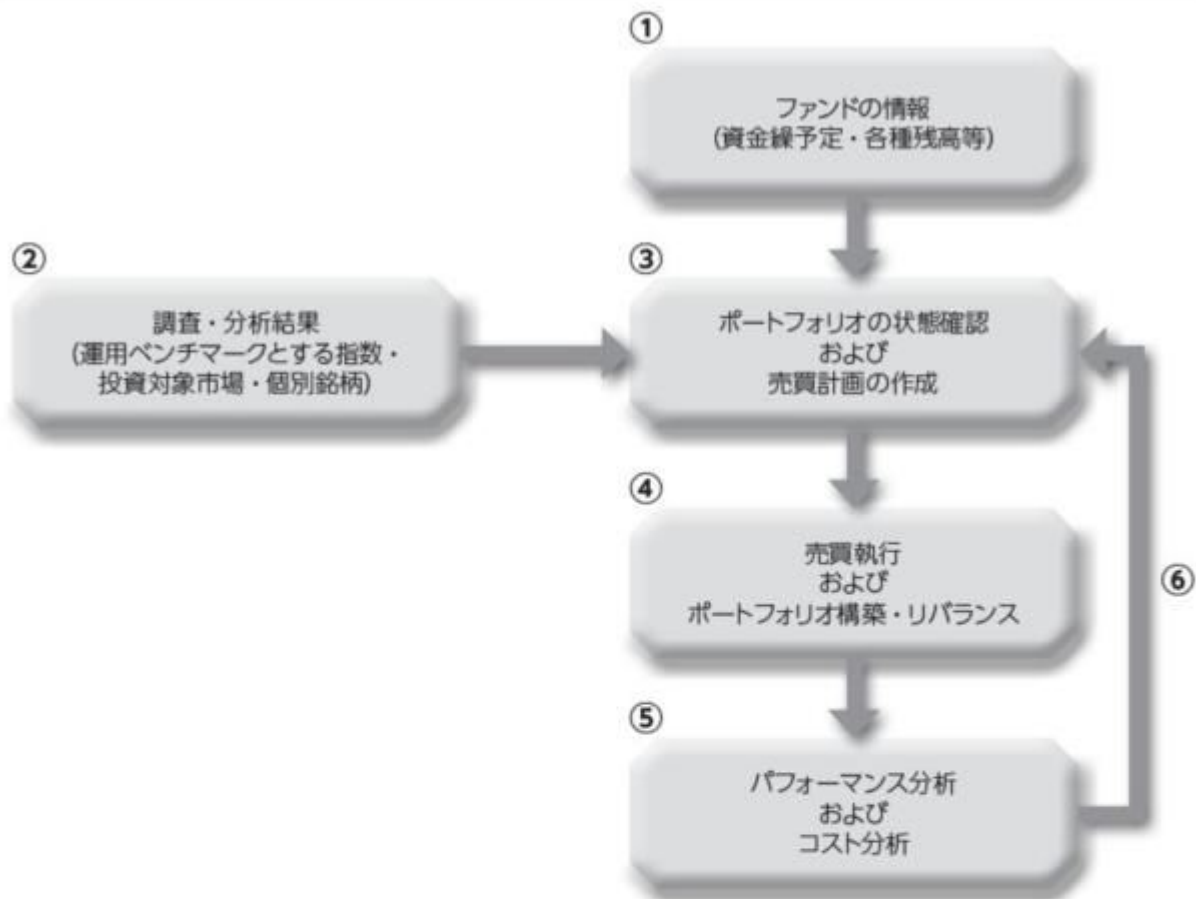 ①
ファンドの情報
(資金繰予定・各種残高等)
②
調査・分析結果
(運用ベンチマークとする指数・
投資対象市場・個別銘柄)
③
ポートフォリオの状態確認
および
売買計画の作成
④
売買執行
および
ポートフォリオ構築・リバランス
⑤
パフォーマンス分析
および
コスト分析
⑥